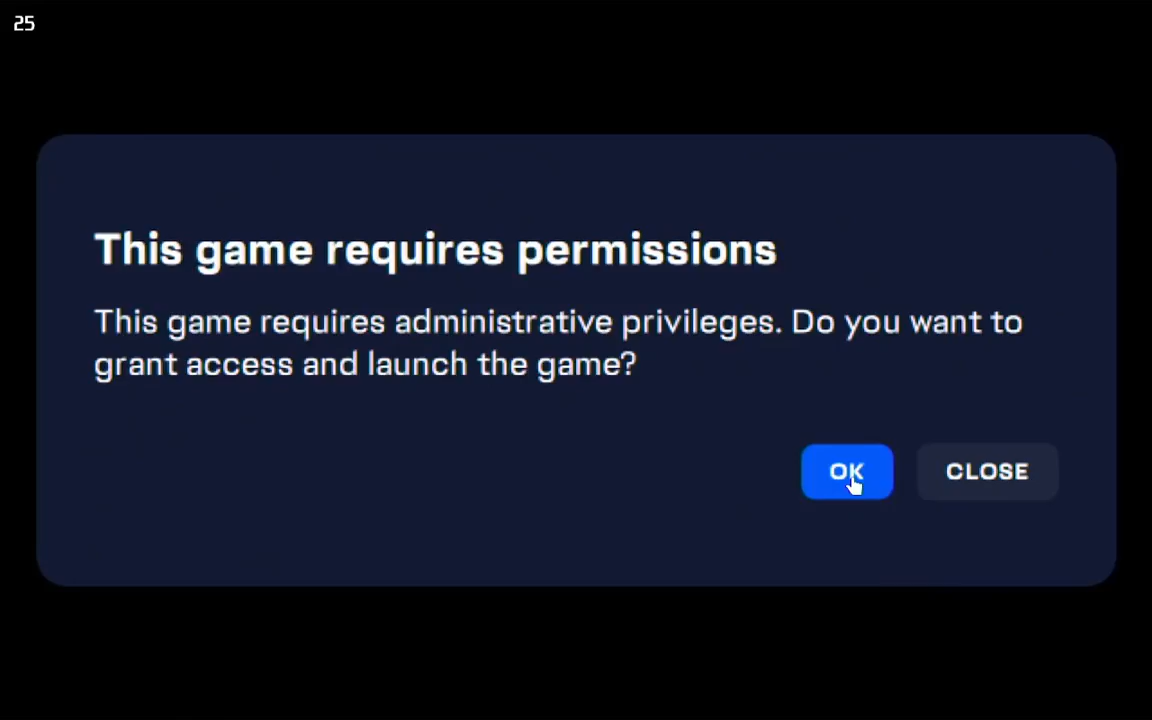 25
This game requires permissions
This game requires administrative privileges. Do you want to
grant access and launch the game?
OK
CLOSE